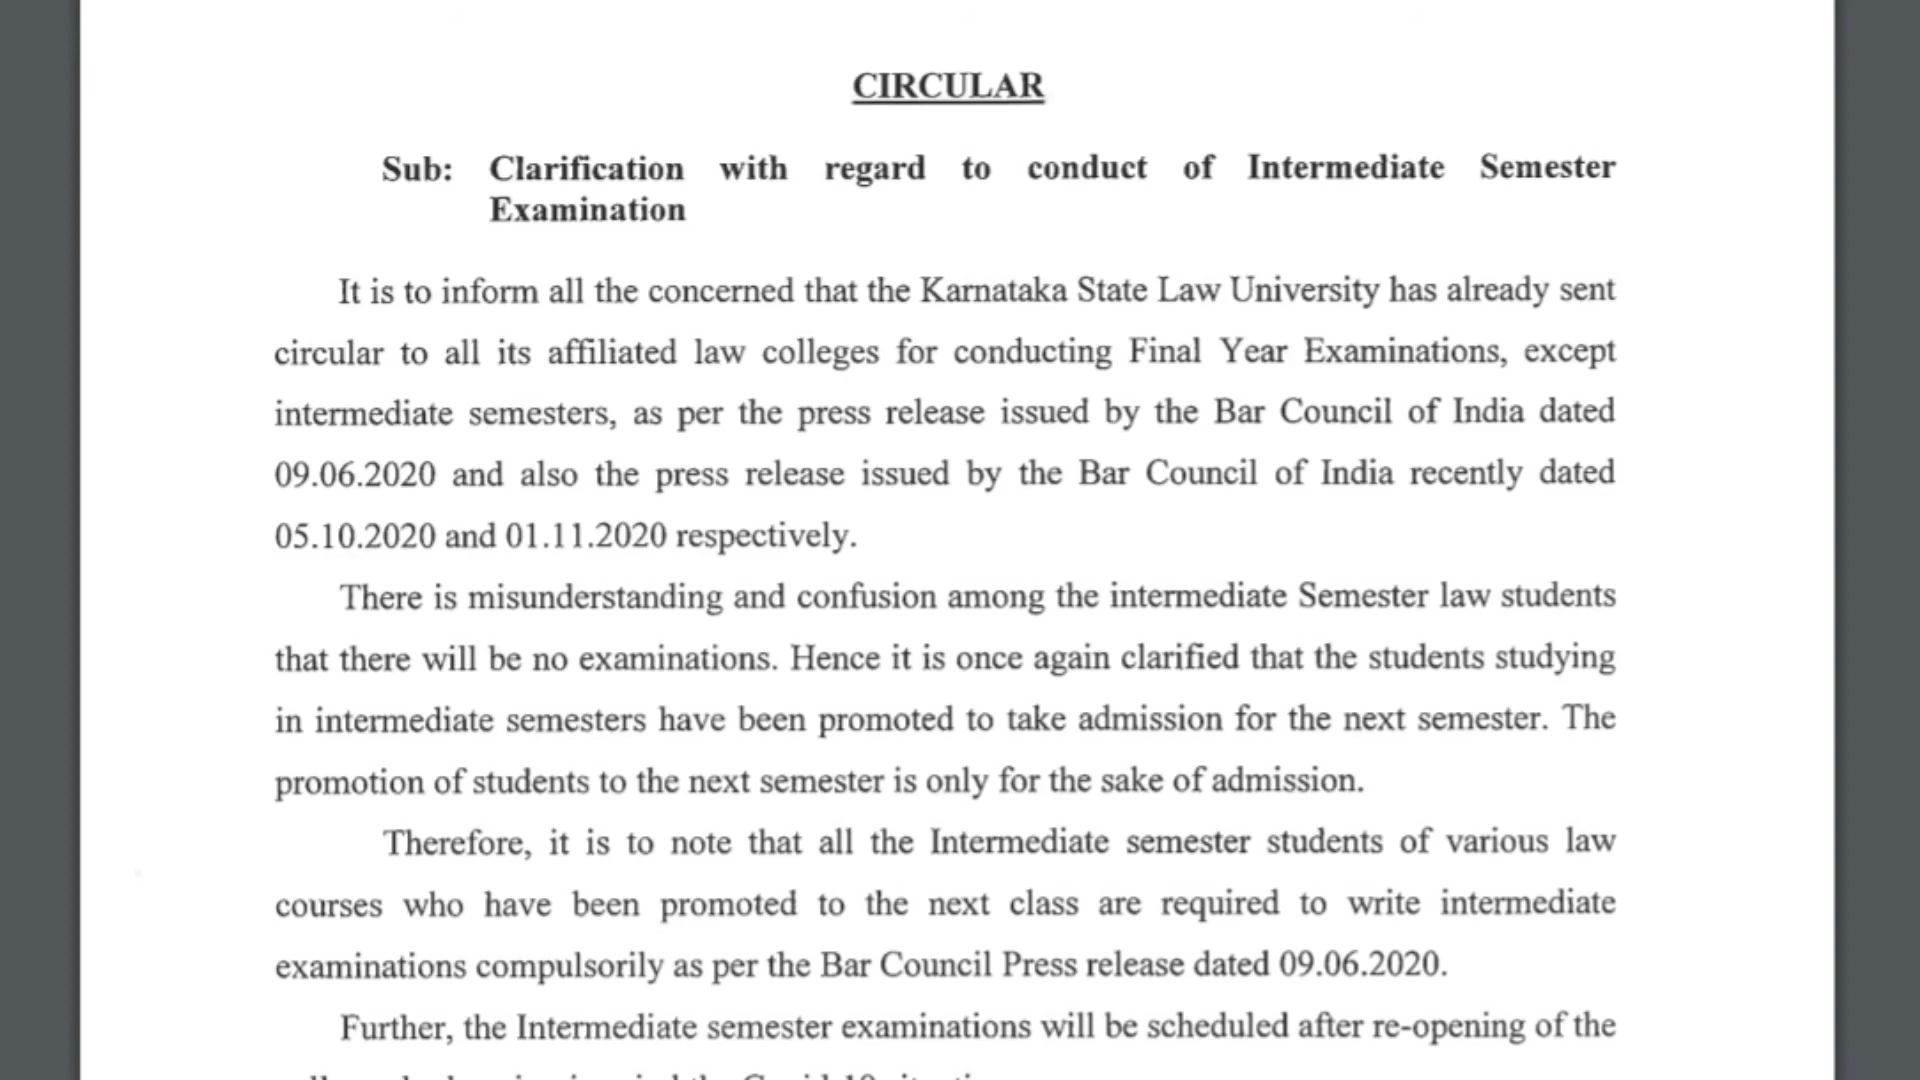 CIRCULAR
Sub: Clarification with regard to conduct of Intermediate Semester
Examination
It is to inform all the concerned that the Karnataka State Law University has already sent
circular to all its affiliated law colleges for conducting Final Year Examinations, except
intermediate semesters, as per the press release issued by the Bar Council of India dated
09.06.2020 and also the press release issued by the Bar Council of India recently dated
05.10.2020 and 01.11.2020 respectively.
There is misunderstanding and confusion among the intermediate Semester law students
that there will be no examinations. Hence it is once again clarified that the students studying
in intermediate semesters have been promoted to take admission for the next semester. The
promotion of students to the next semester is only for the sake of admission.
Therefore, it is to note that all the Intermediate semester students of various law
courses who have been promoted to the next class are required to write intermediate
examinations compulsorily as per the Bar Council Press release dated 09.06.2020.
Further, the Intermediate semester examinations will be scheduled after re-opening of the